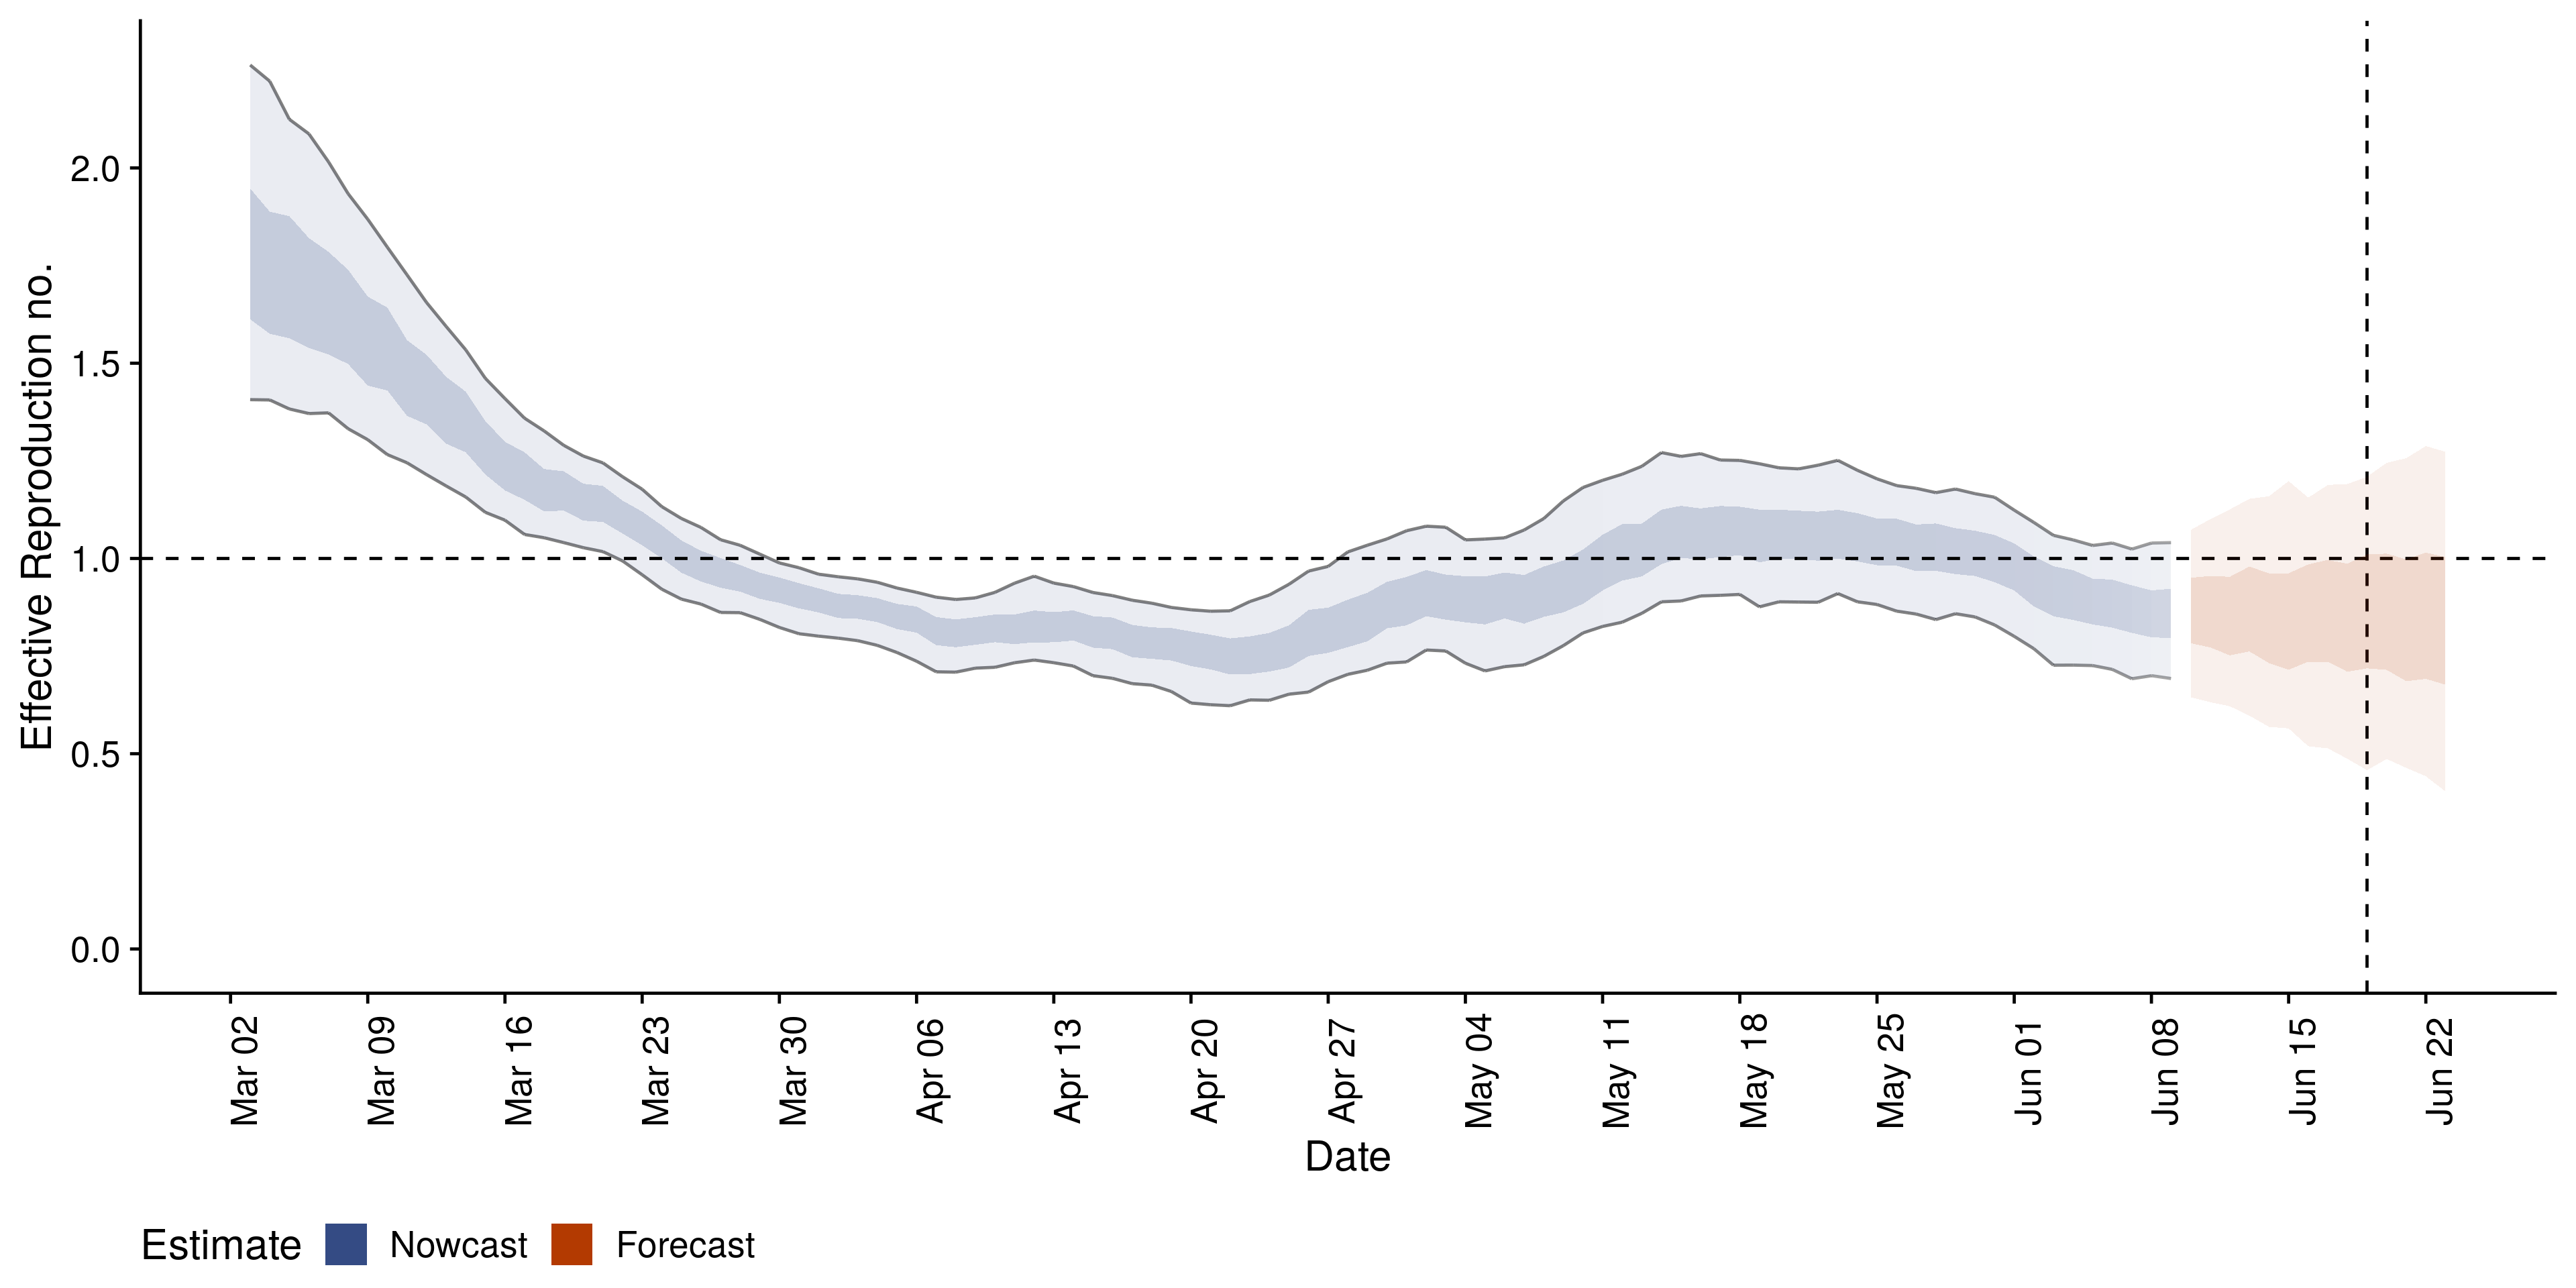 Effective Reproduction no.
2.0
1.5
1.0
0.5
0.0
Mar 02
Mar 09
Mar 16
Mar 23
Mar 30
Apr 06
Apr 13
Apr 20
Apr 27
May 04
May 11
May 18
May 25
Jun 01
Jun 08
Jun 15
Jun 22
Date
Estimate Nowcast Forecast